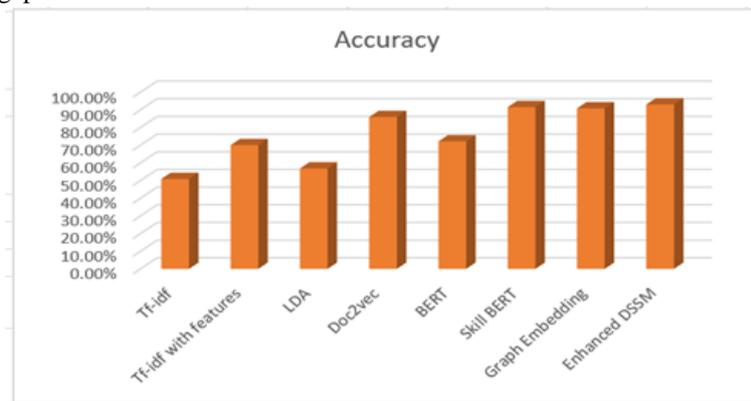 Accuracy
100.00%
90.00%
80.00%
70.00%
60.00%
50.00%
40.00%
30.00%
20.00%
10.00%
0.00%
Tf-idf
Tf-idf with features
LDA
Doc2vec
BERT
Skill BERT
Graph Embedding
Enhanced DSSM